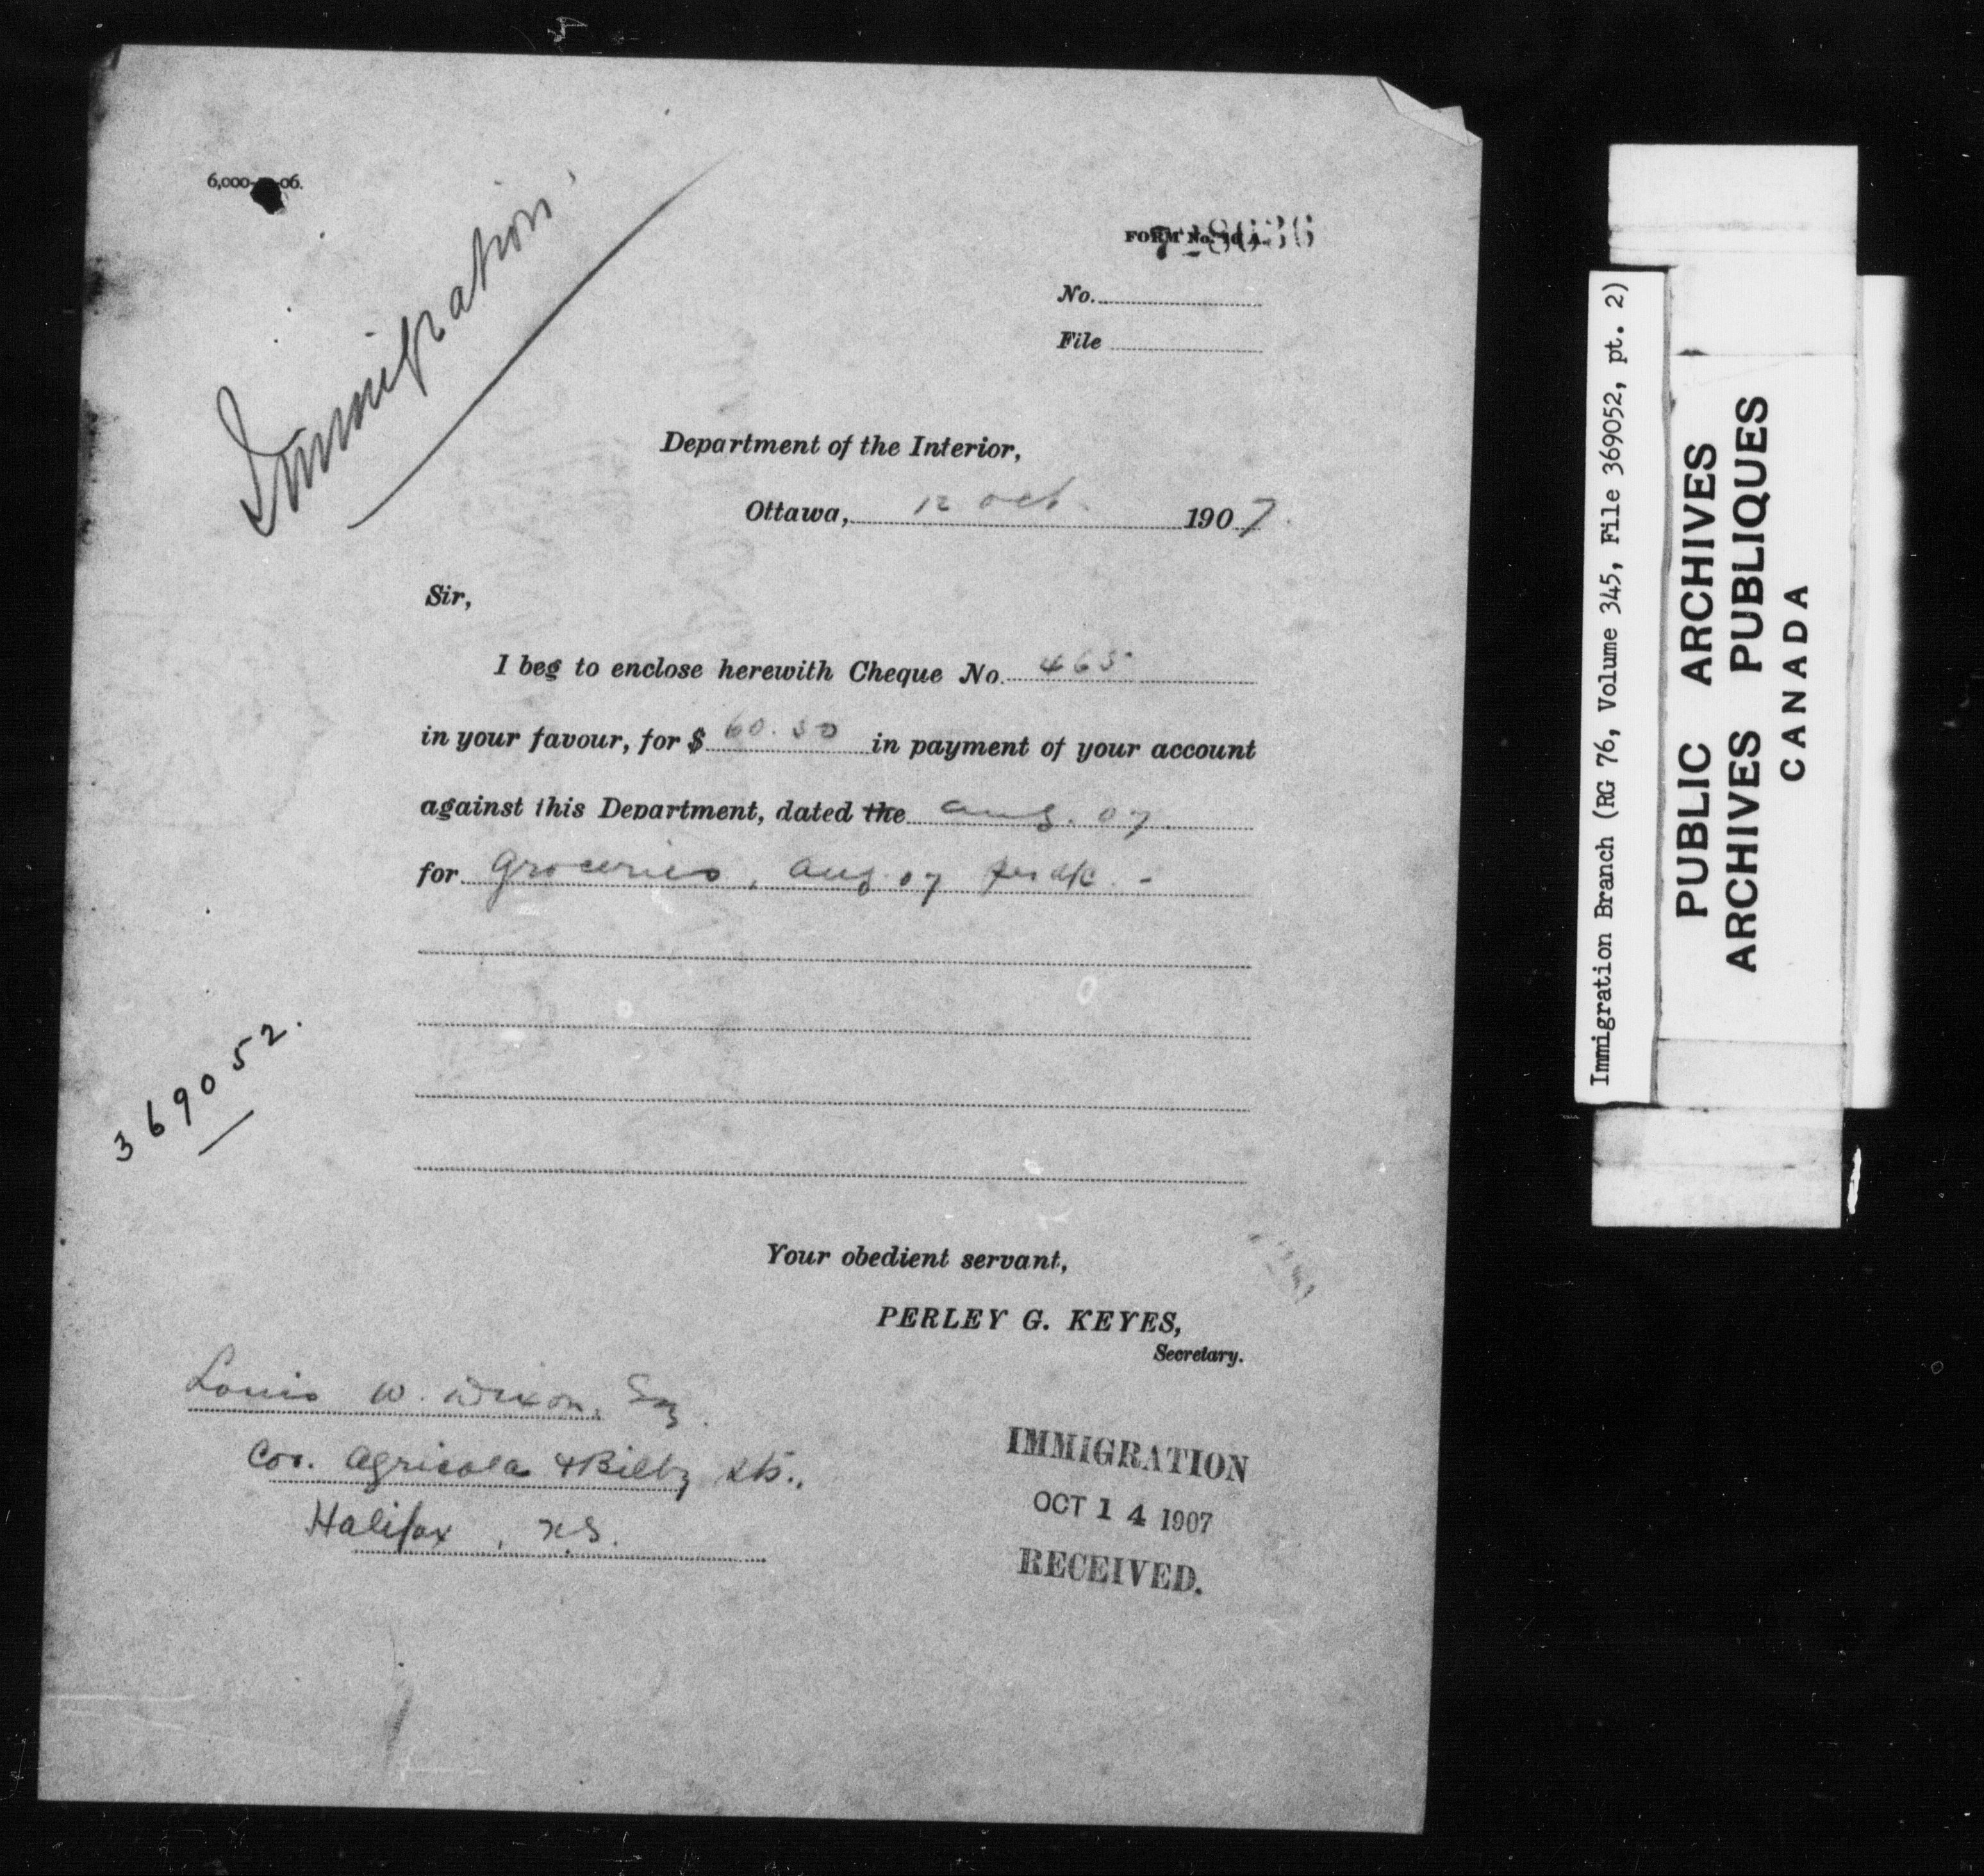 6,000- -06.
Immigration
FORM No.
No.
File
Department of the Interior,
Ottawa, 12 Oct. 1907.
Sir,
I beg to enclose herewith Cheque No. 465
in your favour, for $ 60.50 in payment of your account
against this Department, dated the Aug. 07.
for Groceries, Aug. 07 per a/c. -
369052.
Your obedient servant,
PERLEY G. KEYES,
Secretary.
Louis W. Dixon, Esq.
Cor. Agricola & Bilby Sts.,
Halifax, N.S.
IMMIGRATION
OCT 14 1907
RECEIVED.
Immigration Branch (RG 76, Volume 345, File 369052, pt. 2)
PUBLIC ARCHIVES
ARCHIVES PUBLIQUES
CANADA